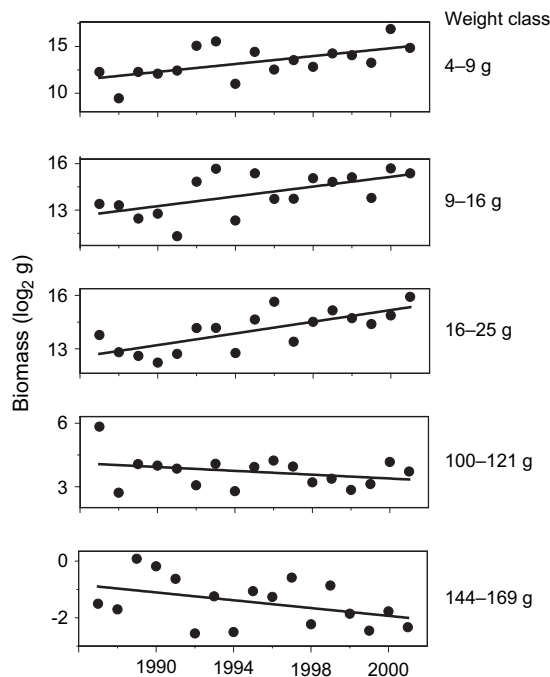 Weight class
15
10
4–9 g
16
13
9–16 g
16
13
16–25 g
6
3
100–121 g
0
-2
144–169 g
1990 1994 1998 2000
Biomass (log₂ g)